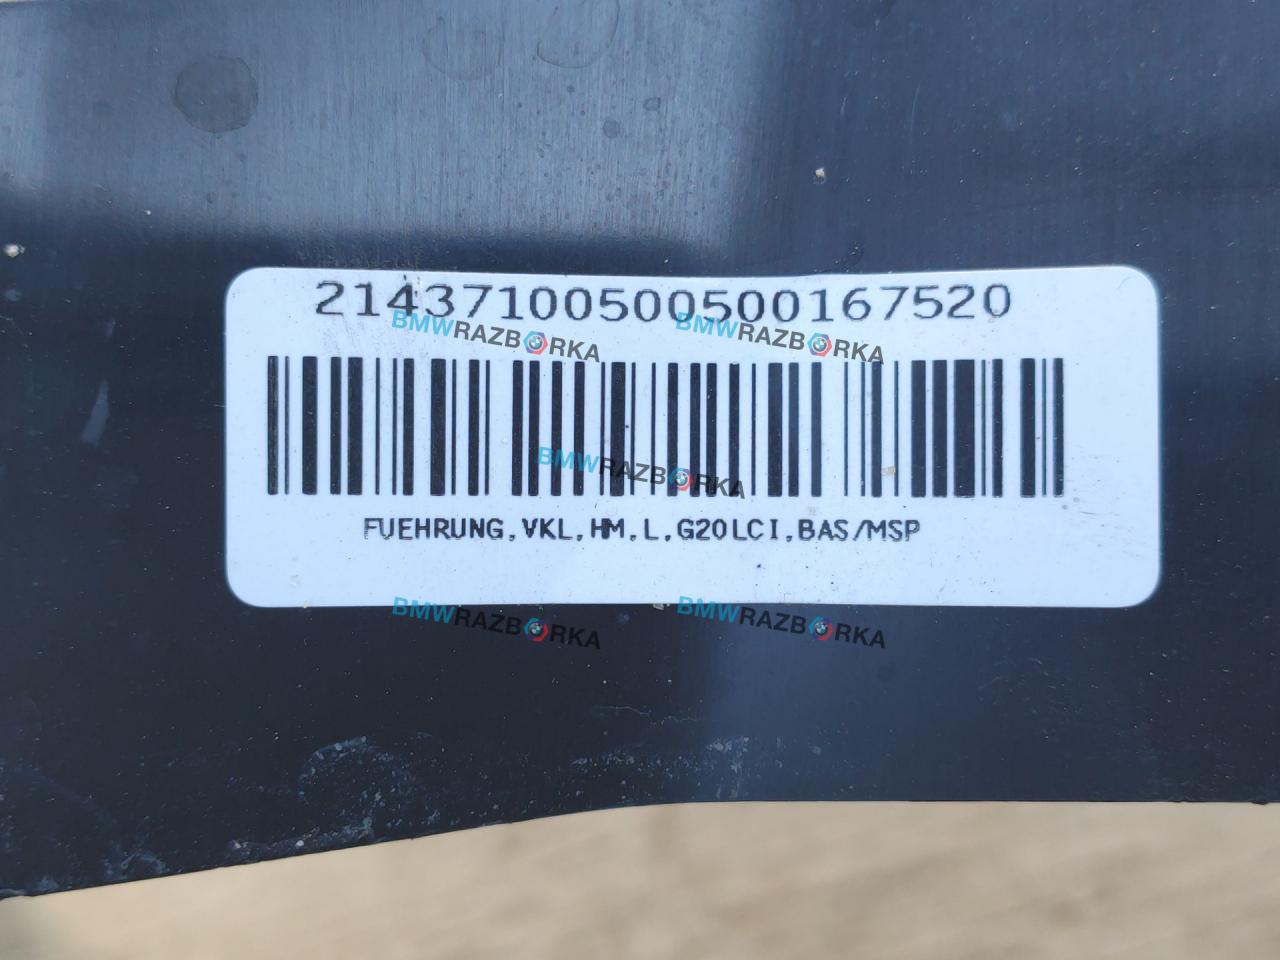 21437100500500167520
BMWRAZBORKA BMWRAZBORKA
BMWRAZBORKA
FUEHRUNG,VKL,HM,L,G20LCI,BAS/MSP
BMWRAZBORKA BMWRAZBORKA